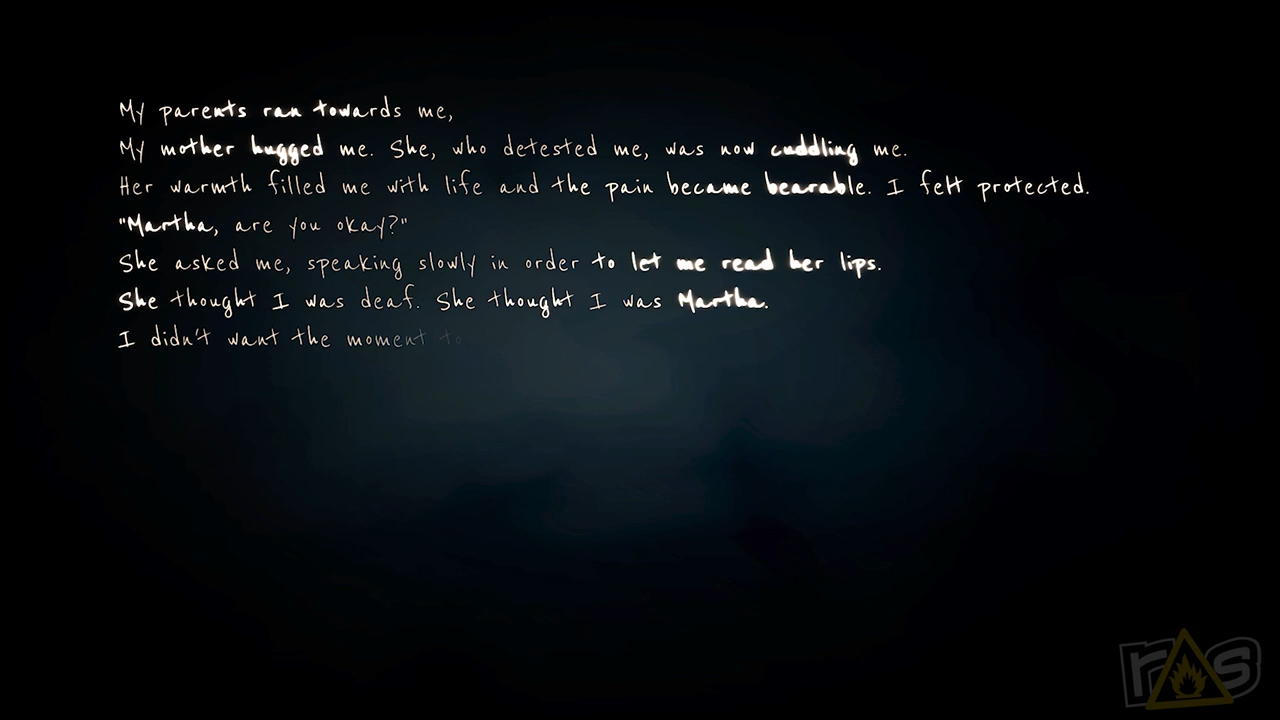 My parents ran towards me,
My mother hugged me. She, who detested me, was now cuddling me.
Her warmth filled me with life and the pain became bearable. I felt protected.
"Martha, are you okay?"
She asked me, speaking slowly in order to let me read her lips.
She thought I was deaf. She thought I was Martha.
I didn't want the moment to
ras